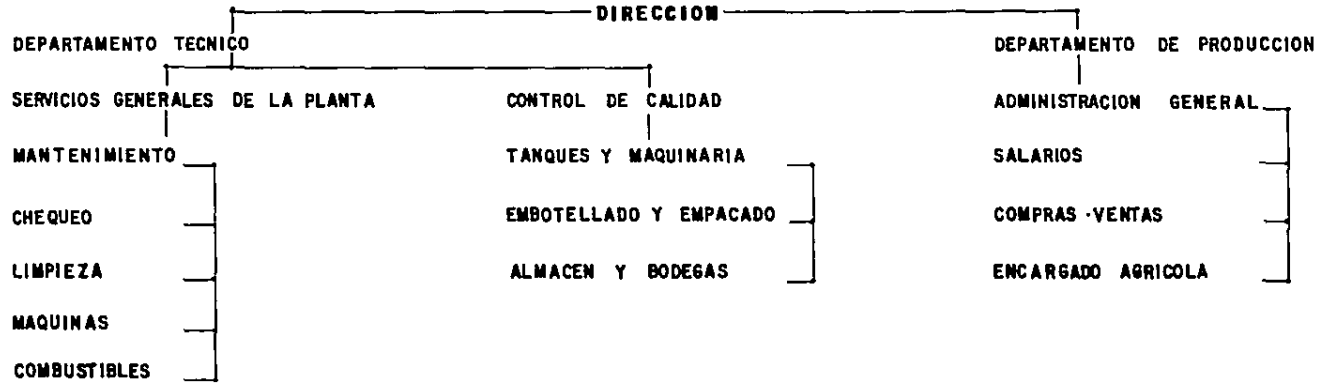 DIRECCION
DEPARTAMENTO TECNICO
DEPARTAMENTO DE PRODUCCION
SERVICIOS GENERALES DE LA PLANTA
CONTROL DE CALIDAD
ADMINISTRACION GENERAL
MANTENIMIENTO
TANQUES Y MAQUINARIA
SALARIOS
CHEQUEO
EMBOTELLADO Y EMPACADO
COMPRAS - VENTAS
LIMPIEZA
ALMACEN Y BODEGAS
ENCARGADO AGRICOLA
MAQUINAS
COMBUSTIBLES